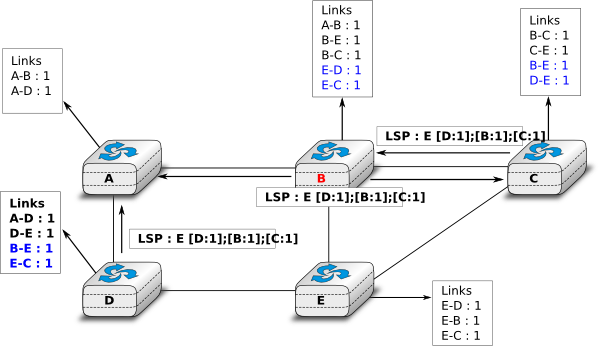 Links
A-B : 1
B-E : 1
B-C : 1
E-D : 1
E-C : 1
Links
B-C : 1
C-E : 1
B-E : 1
D-E : 1
Links
A-B : 1
A-D : 1
LSP : E [D:1];[B:1];[C:1]
A
B
C
LSP : E [D:1];[B:1];[C:1]
Links
A-D : 1
D-E : 1
B-E : 1
E-C : 1
LSP : E [D:1];[B:1];[C:1]
D
E
Links
E-D : 1
E-B : 1
E-C : 1